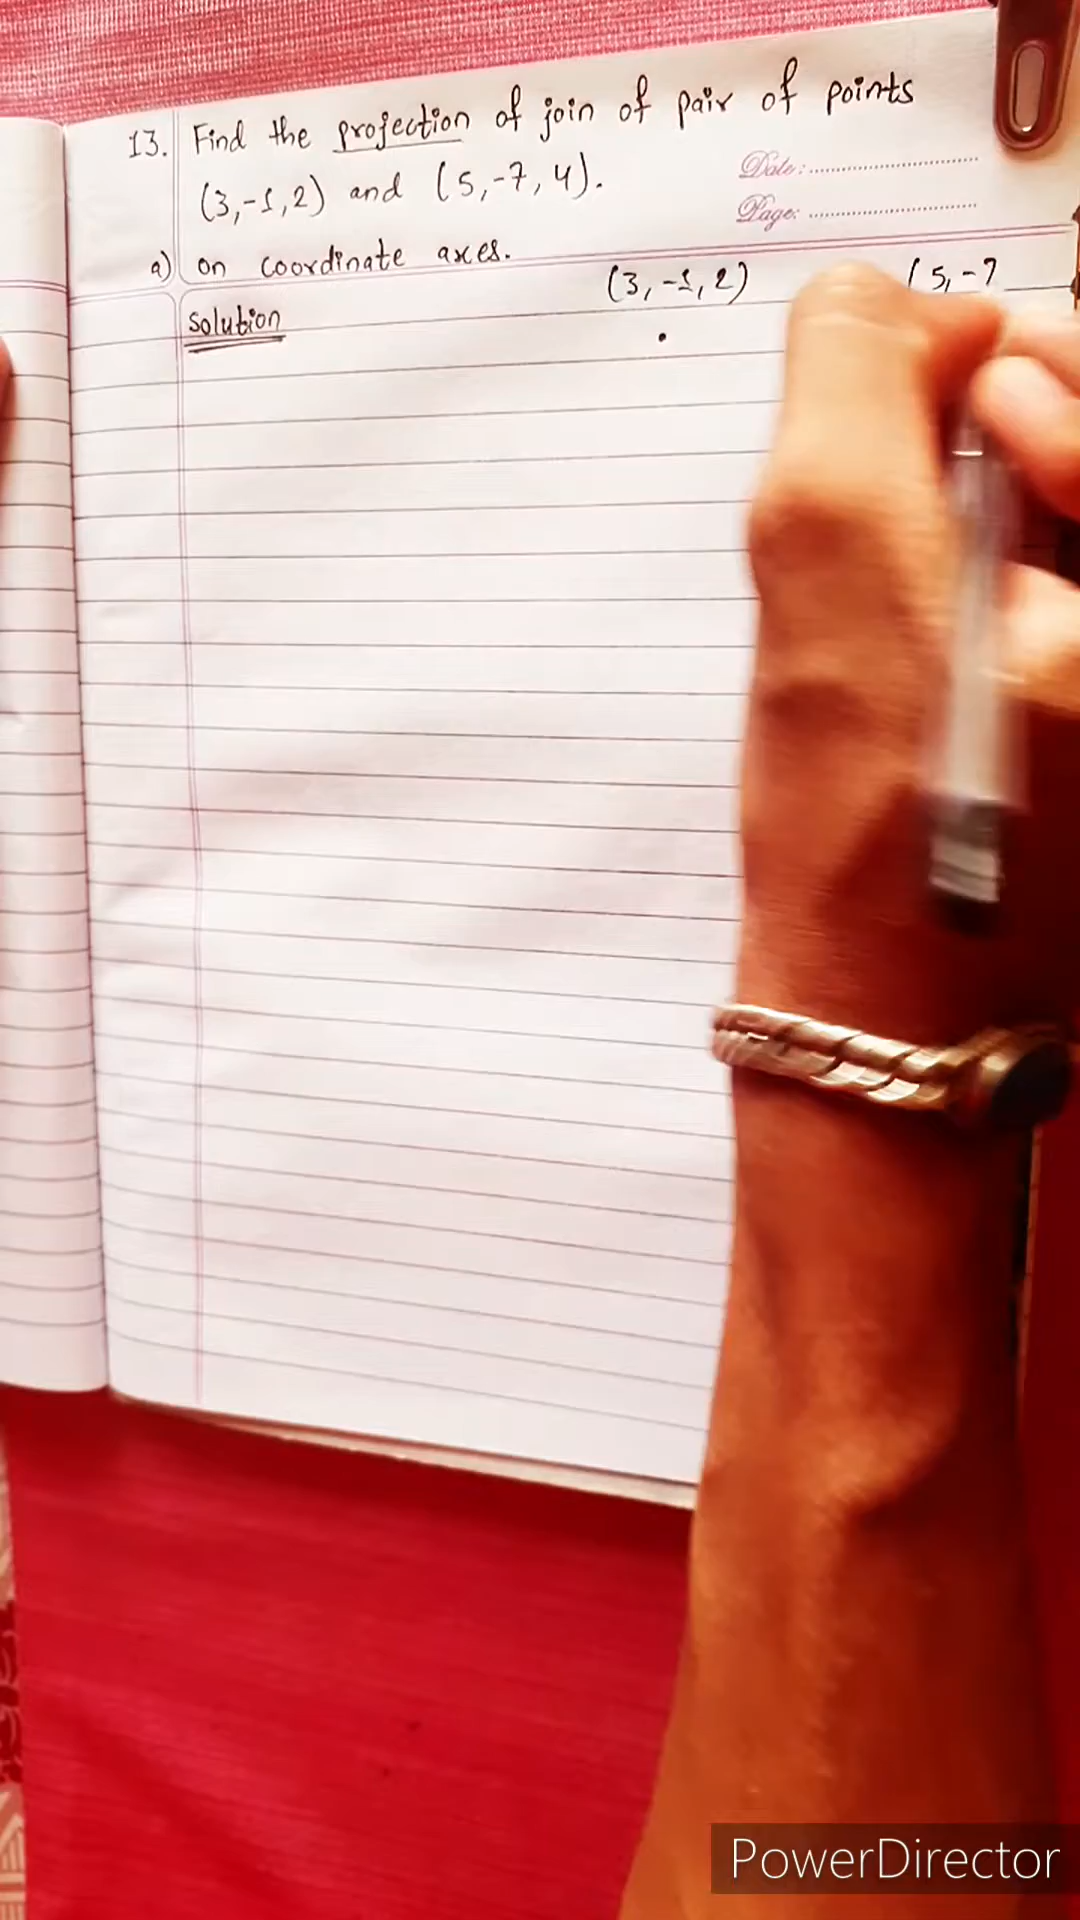 13. Find the projection of join of pair of points
(3,-1,2) and (5,-7,4).
Date:
Page:
a) on coordinate axes.
(3,-1,2) (5,-7
Solution
PowerDirector